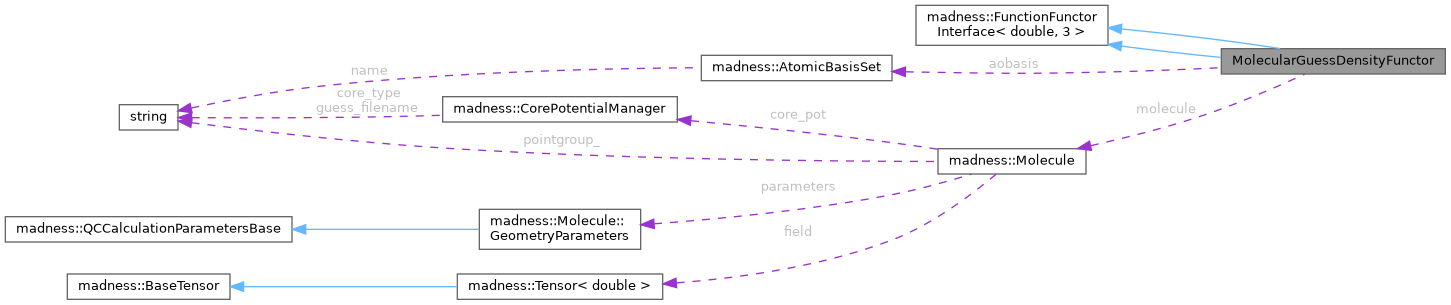 madness::FunctionFunctor
Interface< double, 3 >
MolecularGuessDensityFunctor
madness::AtomicBasisSet
aobasis
name
core_type
guess_filename
madness::CorePotentialManager
string
core_pot
molecule
pointgroup_
madness::Molecule
parameters
madness::Molecule::
GeometryParameters
madness::QCCalculationParametersBase
field
madness::BaseTensor
madness::Tensor< double >